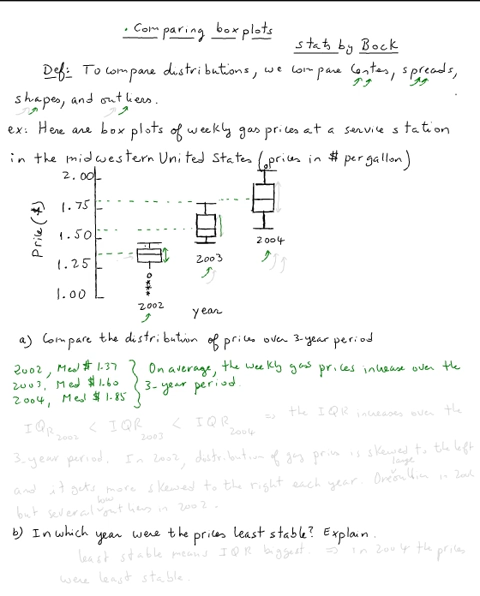 . Comparing boxplots
stats by Bock
Def: To compare distributions, we compare Centes, spreads,
shapes, and outliers.
ex: Here are box plots of weekly gas prices at a service station
in the midwestern United States (prices in # per gallon)
2.00
1.75
1.50
1.25
1.00
Price ($)
2002
2003
2004
year
a) Compare the distribution of prices over 3-year period
2002, Med $1.37 } On average, the weekly gas prices increase over the
2003, Med $1.60 } 3-year period.
2004, Med $1.85
IQR2002 < IQR2003 < IQR2004 => the IQR increases over the
3-year period. In 2002, distribution of gas prices is skewed to the left
large
and it gets more skewed to the right each year. One outlier in
low
but several outliers in 2002.
b) In which year were the prices least stable? Explain.
least stable means IQR biggest. => in 2004 the prices
were least stable.